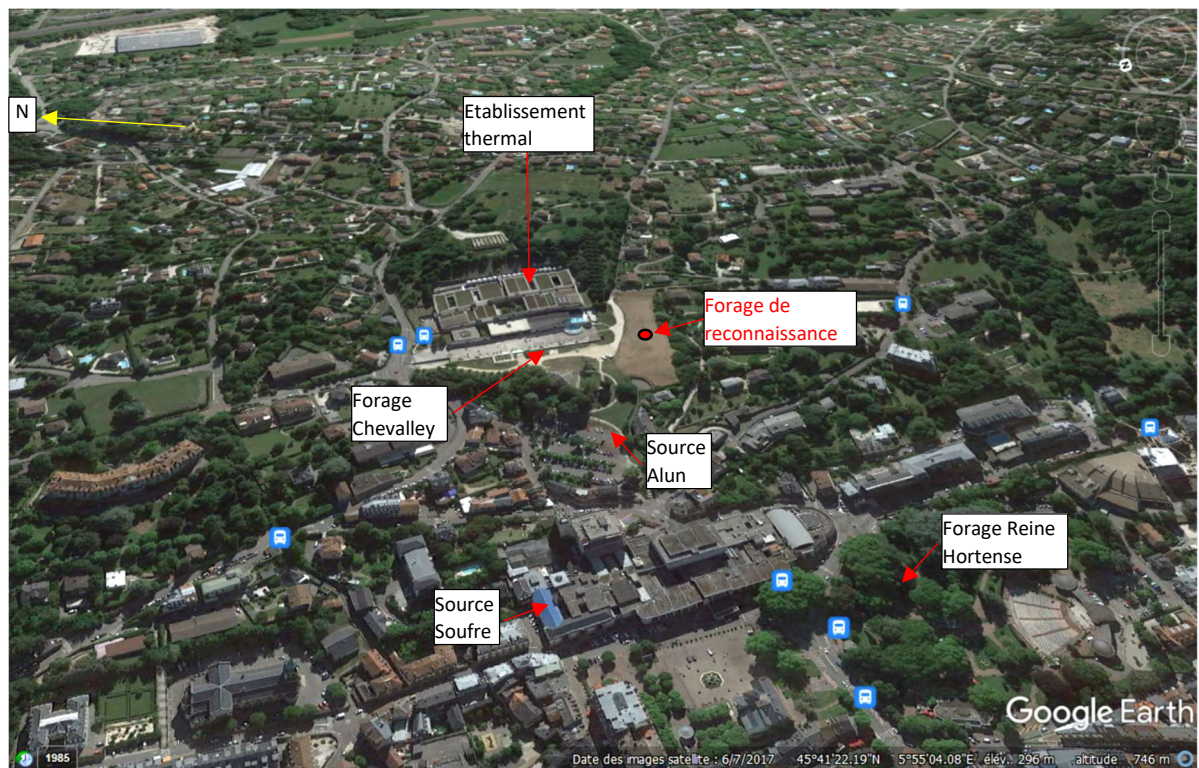 N
Etablissement
thermal
Forage de
reconnaissance
Forage
Chevalley
Source
Alun
Forage Reine
Hortense
Source
Soufre
Google Earth
1985
Date des images satellite : 6/7/2017 45°41'22.19"N 5°55'04.08"E élév. 296 m altitude 746 m
N